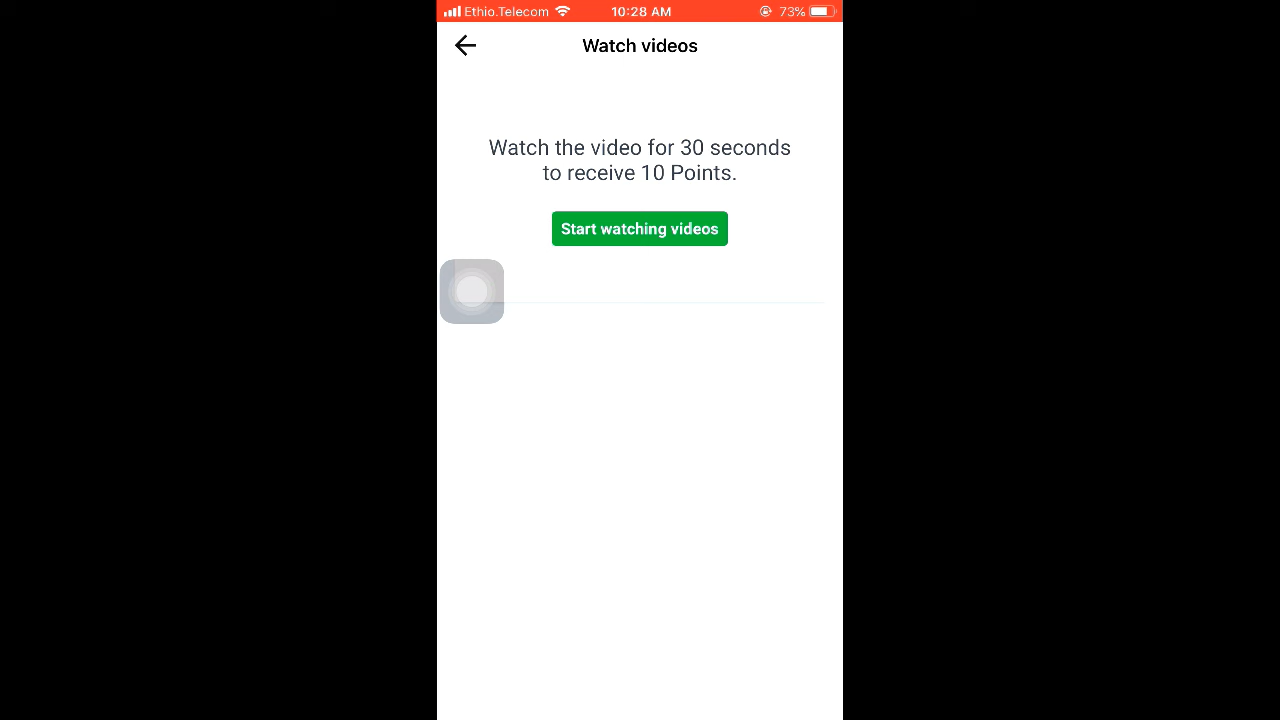 Ethio.Telecom 10:28 AM 73%
Watch videos
Watch the video for 30 seconds
to receive 10 Points.
Start watching videos